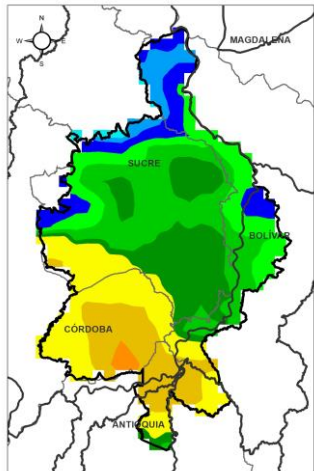 N
W E
S
MAGDALENA
SUCRE
BOLÍVAR
CÓRDOBA
ANTIOQUIA